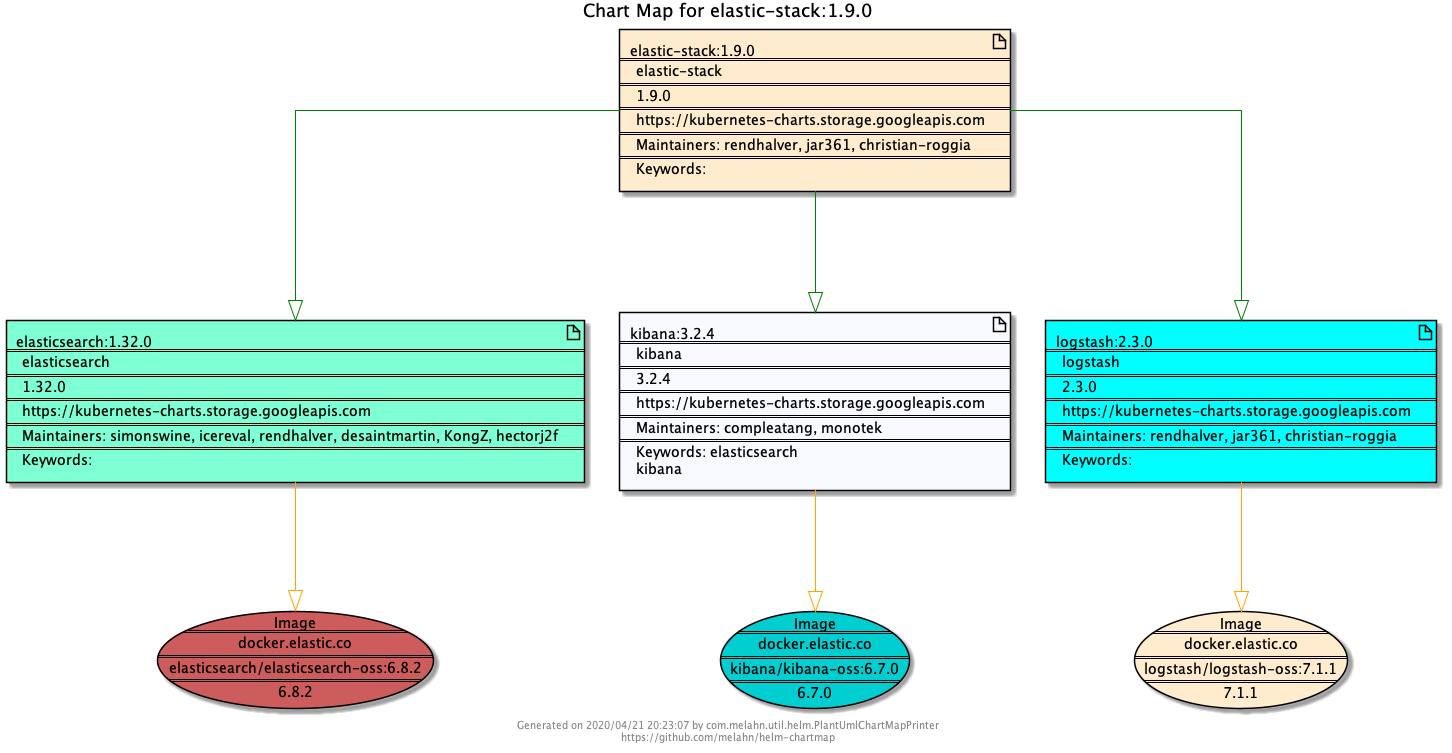 Chart Map for elastic-stack:1.9.0
elastic-stack:1.9.0
elastic-stack
1.9.0
https://kubernetes-charts.storage.googleapis.com
Maintainers: rendhalver, jar361, christian-roggia
Keywords:
elasticsearch:1.32.0
elasticsearch
1.32.0
https://kubernetes-charts.storage.googleapis.com
Maintainers: simonswine, icereval, rendhalver, desaintmartin, KongZ, hectorj2f
Keywords:
kibana:3.2.4
kibana
3.2.4
https://kubernetes-charts.storage.googleapis.com
Maintainers: compleatang, monotek
Keywords: elasticsearch
kibana
logstash:2.3.0
logstash
2.3.0
https://kubernetes-charts.storage.googleapis.com
Maintainers: rendhalver, jar361, christian-roggia
Keywords:
Image
docker.elastic.co
elasticsearch/elasticsearch-oss:6.8.2
6.8.2
Image
docker.elastic.co
kibana/kibana-oss:6.7.0
6.7.0
Image
docker.elastic.co
logstash/logstash-oss:7.1.1
7.1.1
Generated on 2020/04/21 20:23:07 by com.melahn.util.helm.PlantUmlChartMapPrinter
https://github.com/melahn/helm-chartmap